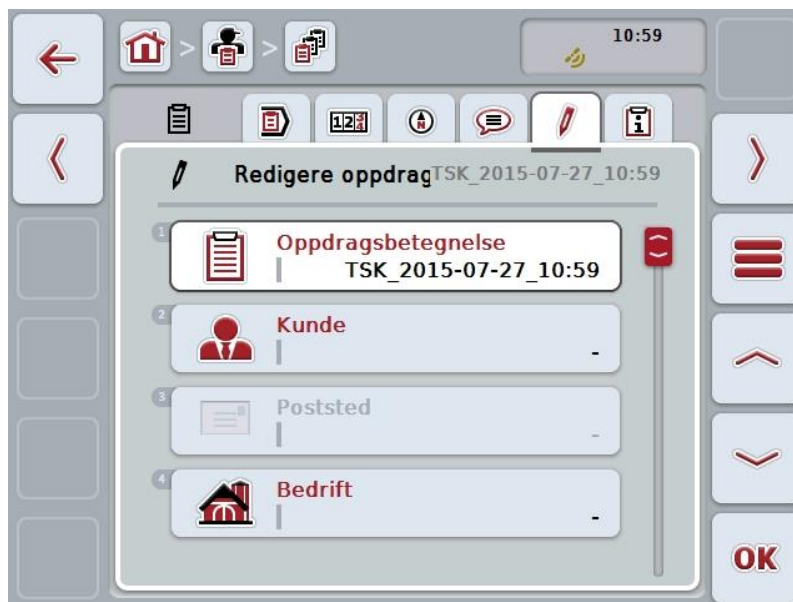 10:59
Redigere oppdrag TSK_2015-07-27_10:59
1
Oppdragsbetegnelse
TSK_2015-07-27_10:59
2
Kunde
-
3
Poststed
-
4
Bedrift
-
OK